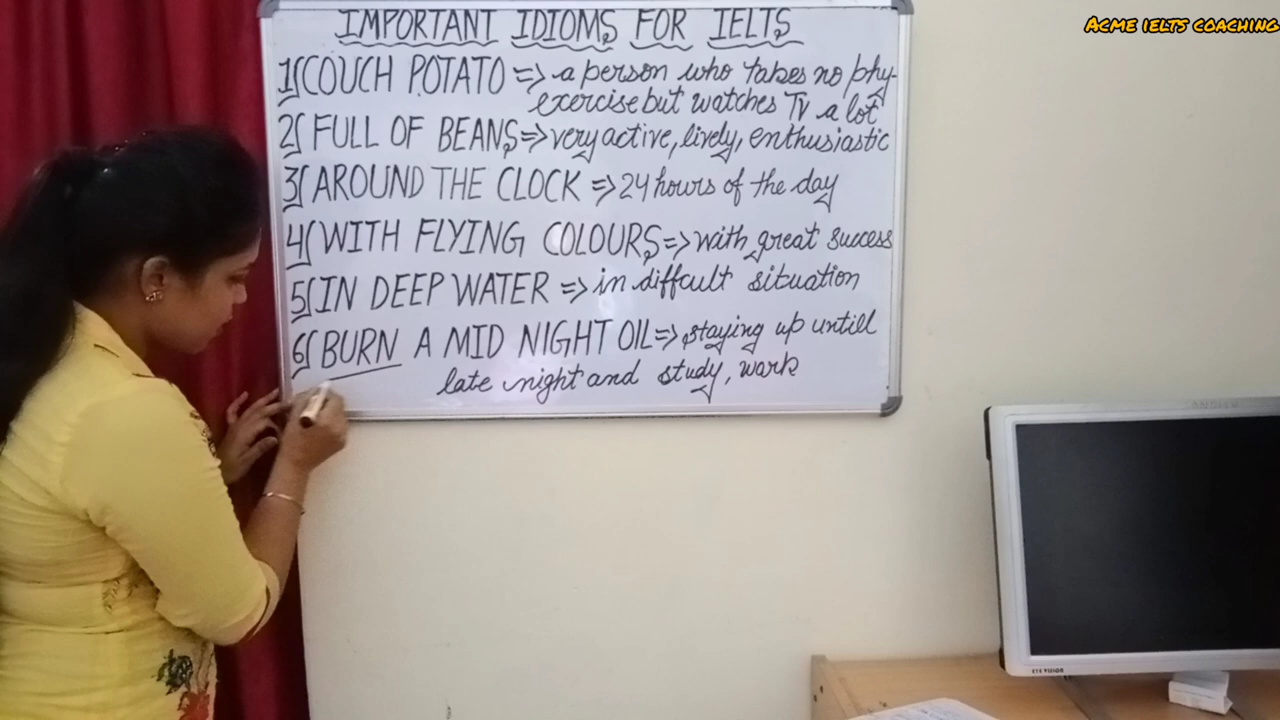 ACME IELTS COACHING
IMPORTANT IDIOMS FOR IELTS
1) COUCH POTATO => a person who takes no phy-
exercise but watches TV a lot
2) FULL OF BEANS => very active, lively, enthusiastic
3) AROUND THE CLOCK => 24 hours of the day
4) WITH FLYING COLOURS => with great success
5) IN DEEP WATER => in diffcult situation
6) BURN A MID NIGHT OIL => staying up untill
late night and study, wark